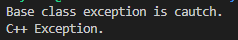 Base class exception is cautch.
C++ Exception.